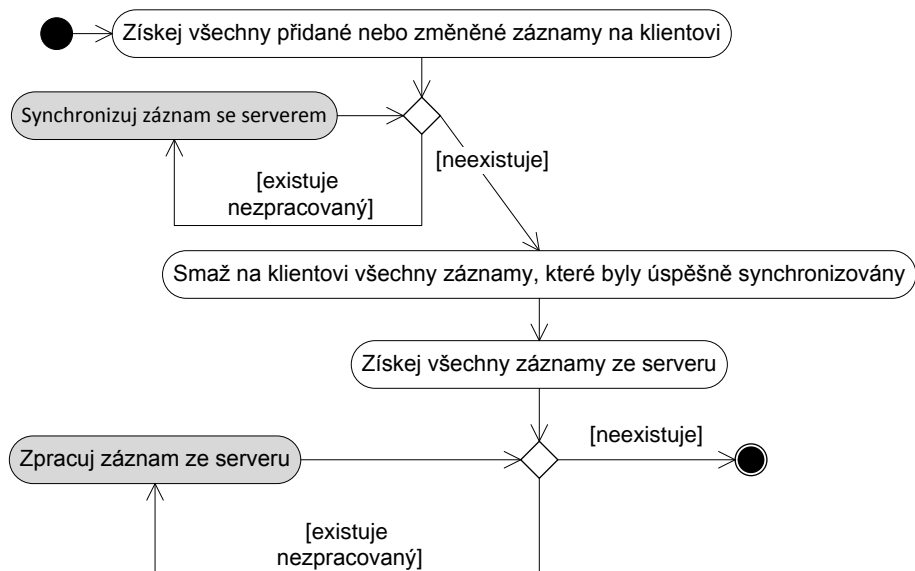 Získej všechny přidané nebo změněné záznamy na klientovi
Synchronizuj záznam se serverem
[neexistuje]
[existuje
nezpracovaný]
Smaž na klientovi všechny záznamy, které byly úspěšně synchronizovány
Získej všechny záznamy ze serveru
[neexistuje]
Zpracuj záznam ze serveru
[existuje
nezpracovaný]